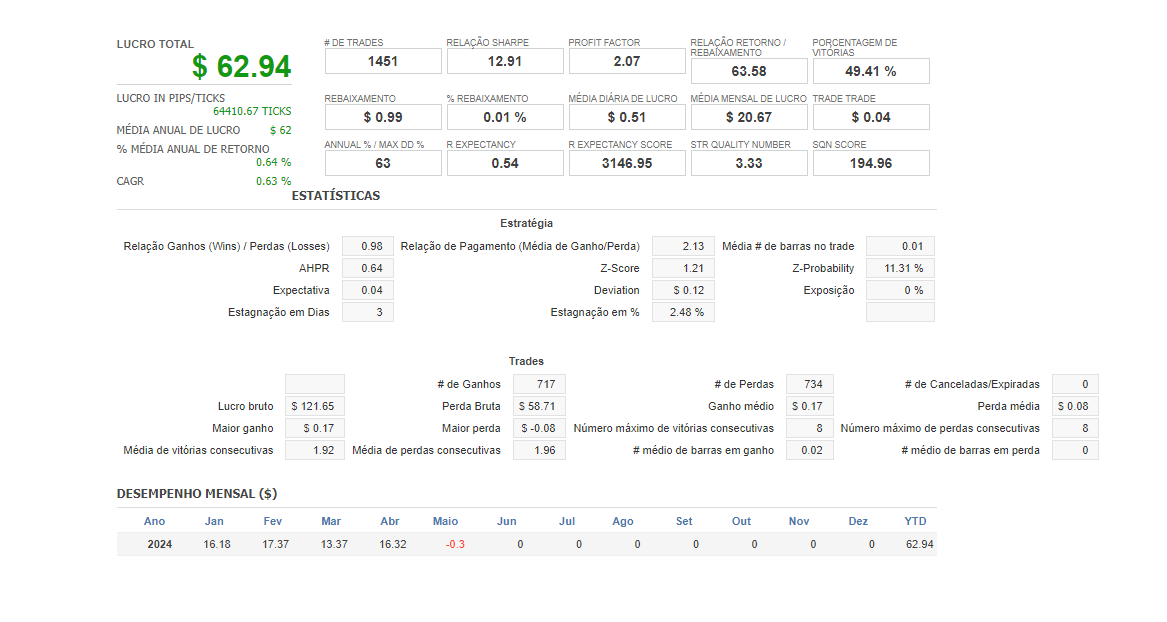 LUCRO TOTAL
$ 62.94
LUCRO IN PIPS/TICKS
64410.67 TICKS
MÉDIA ANUAL DE LUCRO $ 62
% MÉDIA ANUAL DE RETORNO
0.64 %
CAGR 0.63 %
# DE TRADES RELAÇÃO SHARPE PROFIT FACTOR RELAÇÃO RETORNO / REBAIXAMENTO PORCENTAGEM DE VITÓRIAS
1451 12.91 2.07 63.58 49.41 %
REBAIXAMENTO % REBAIXAMENTO MÉDIA DIÁRIA DE LUCRO MÉDIA MENSAL DE LUCRO TRADE TRADE
$ 0.99 0.01 % $ 0.51 $ 20.67 $ 0.04
ANNUAL % / MAX DD % R EXPECTANCY R EXPECTANCY SCORE STR QUALITY NUMBER SQN SCORE
63 0.54 3146.95 3.33 194.96
ESTATÍSTICAS
Estratégia
Relação Ganhos (Wins) / Perdas (Losses) 0.98 Relação de Pagamento (Média de Ganho/Perda) 2.13 Média # de barras no trade 0.01
AHPR 0.64 Z-Score 1.21 Z-Probability 11.31 %
Expectativa 0.04 Deviation $ 0.12 Exposição 0 %
Estagnação em Dias 3 Estagnação em % 2.48 %
Trades
# de Ganhos 717 # de Perdas 734 # de Canceladas/Expiradas 0
Lucro bruto $ 121.65 Perda Bruta $ 58.71 Ganho médio $ 0.17 Perda média $ 0.08
Maior ganho $ 0.17 Maior perda $ -0.08 Número máximo de vitórias consecutivas 8 Número máximo de perdas consecutivas 8
Média de vitórias consecutivas 1.92 Média de perdas consecutivas 1.96 # médio de barras em ganho 0.02 # médio de barras em perda 0
DESEMPENHO MENSAL ($)
Ano Jan Fev Mar Abr Maio Jun Jul Ago Set Out Nov Dez YTD
2024 16.18 17.37 13.37 16.32 -0.3 0 0 0 0 0 0 0 62.94